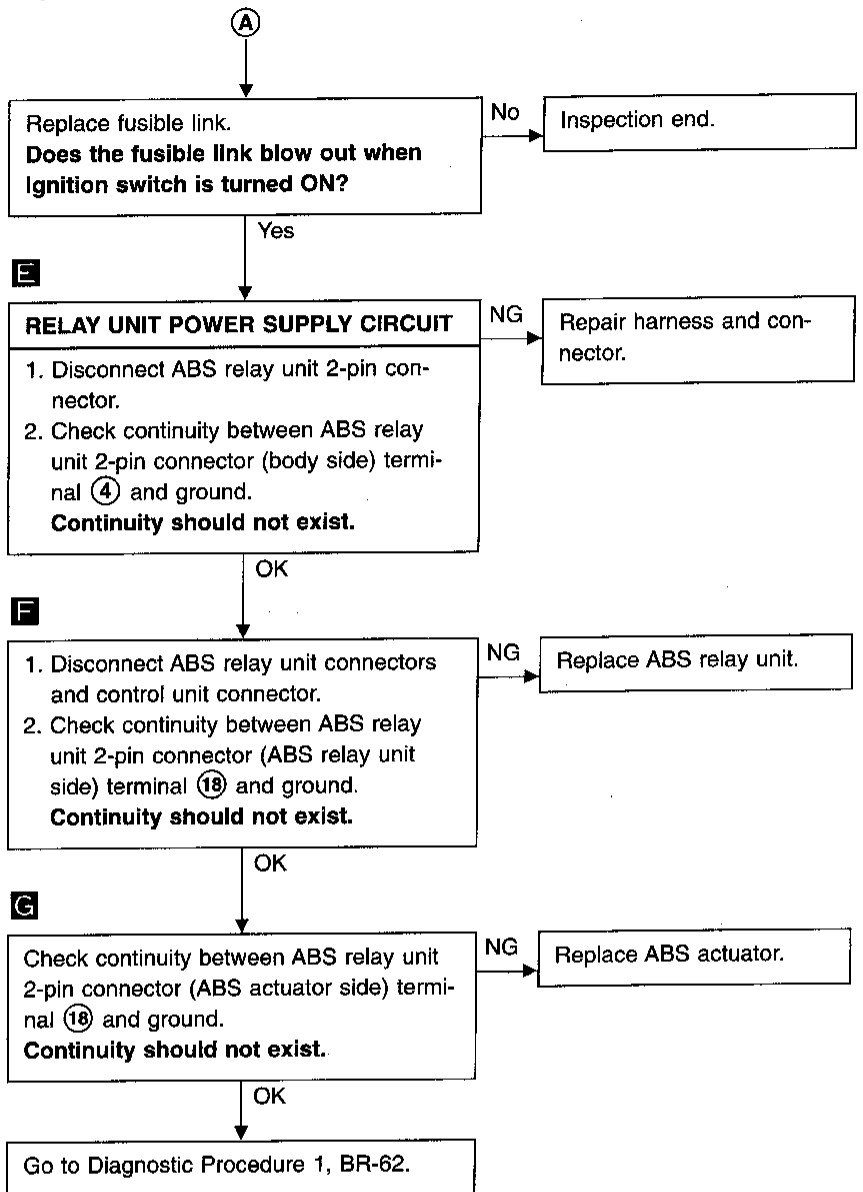 A
Replace fusible link.
Does the fusible link blow out when
Ignition switch is turned ON?
No
Inspection end.
Yes
E
RELAY UNIT POWER SUPPLY CIRCUIT
1. Disconnect ABS relay unit 2-pin con-
nector.
2. Check continuity between ABS relay
unit 2-pin connector (body side) termi-
nal ④ and ground.
Continuity should not exist.
NG
Repair harness and con-
nector.
OK
F
1. Disconnect ABS relay unit connectors
and control unit connector.
2. Check continuity between ABS relay
unit 2-pin connector (ABS relay unit
side) terminal ⑱ and ground.
Continuity should not exist.
NG
Replace ABS relay unit.
OK
G
Check continuity between ABS relay unit
2-pin connector (ABS actuator side) termi-
nal ⑱ and ground.
Continuity should not exist.
NG
Replace ABS actuator.
OK
Go to Diagnostic Procedure 1, BR-62.